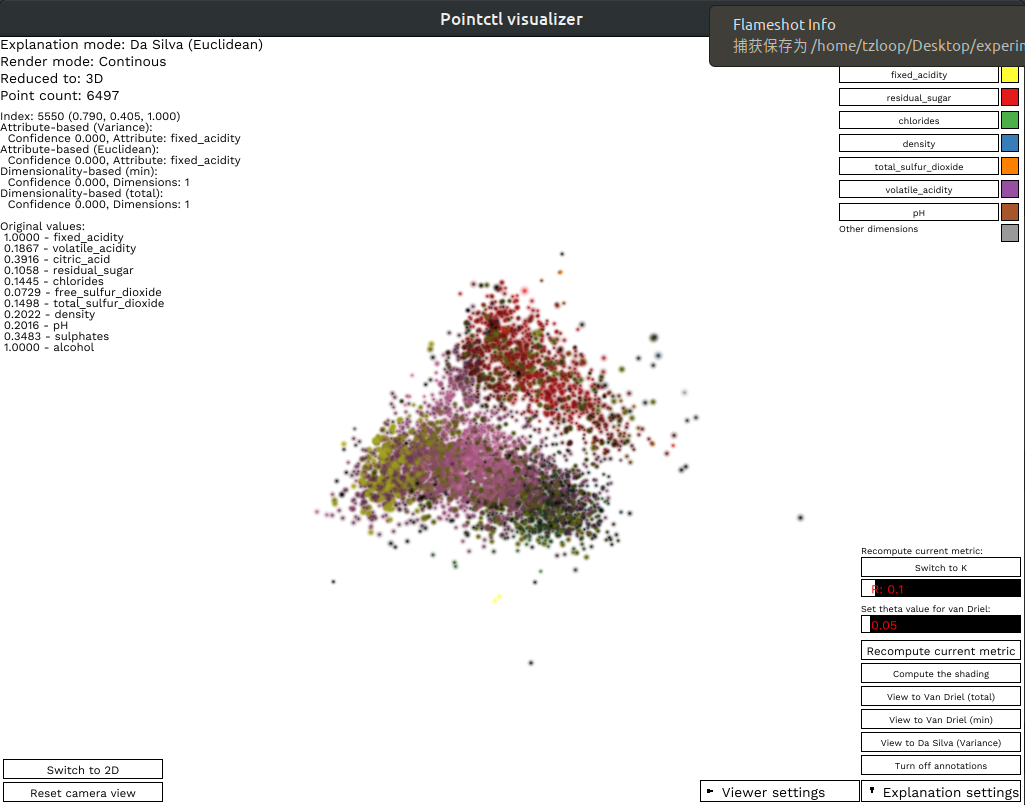 Pointctl visualizer
Flameshot Info
捕获保存为 /home/tzloop/Desktop/experim
Explanation mode: Da Silva (Euclidean)
Render mode: Continous
Reduced to: 3D
Point count: 6497
Index: 5550 (0.790, 0.405, 1.000)
Attribute-based (Variance):
Confidence 0.000, Attribute: fixed_acidity
Attribute-based (Euclidean):
Confidence 0.000, Attribute: fixed_acidity
Dimensionality-based (min):
Confidence 0.000, Dimensions: 1
Dimensionality-based (total):
Confidence 0.000, Dimensions: 1
Original values:
1.0000 - fixed_acidity
0.1867 - volatile_acidity
0.3916 - citric_acid
0.1058 - residual_sugar
0.1445 - chlorides
0.0729 - free_sulfur_dioxide
0.1498 - total_sulfur_dioxide
0.2022 - density
0.2016 - pH
0.3483 - sulphates
1.0000 - alcohol
fixed_acidity
residual_sugar
chlorides
density
total_sulfur_dioxide
volatile_acidity
pH
Other dimensions
Recompute current metric:
Switch to K
R: 0.1
Set theta value for van Driel:
0.05
Recompute current metric
Compute the shading
View to Van Driel (total)
View to Van Driel (min)
View to Da Silva (Variance)
Turn off annotations
Switch to 2D
Reset camera view
Viewer settings
Explanation settings